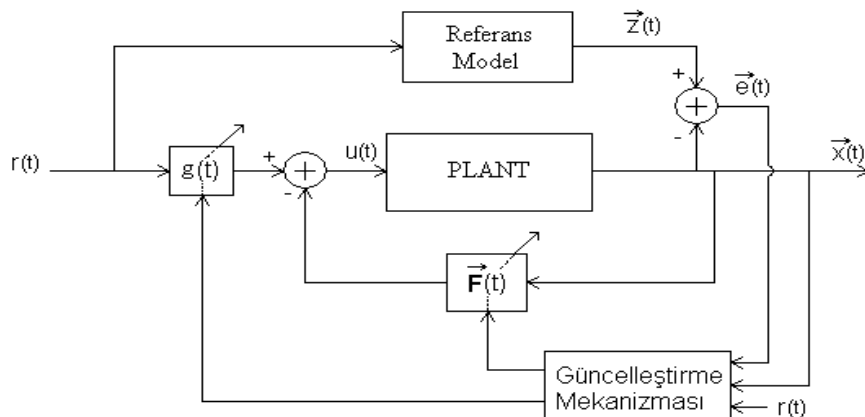 Referans
Model
z(t)
+
e(t)
+
-
r(t)
g(t)
+
+
-
u(t)
PLANT
x(t)
F(t)
Güncelleştirme
Mekanizması
r(t)